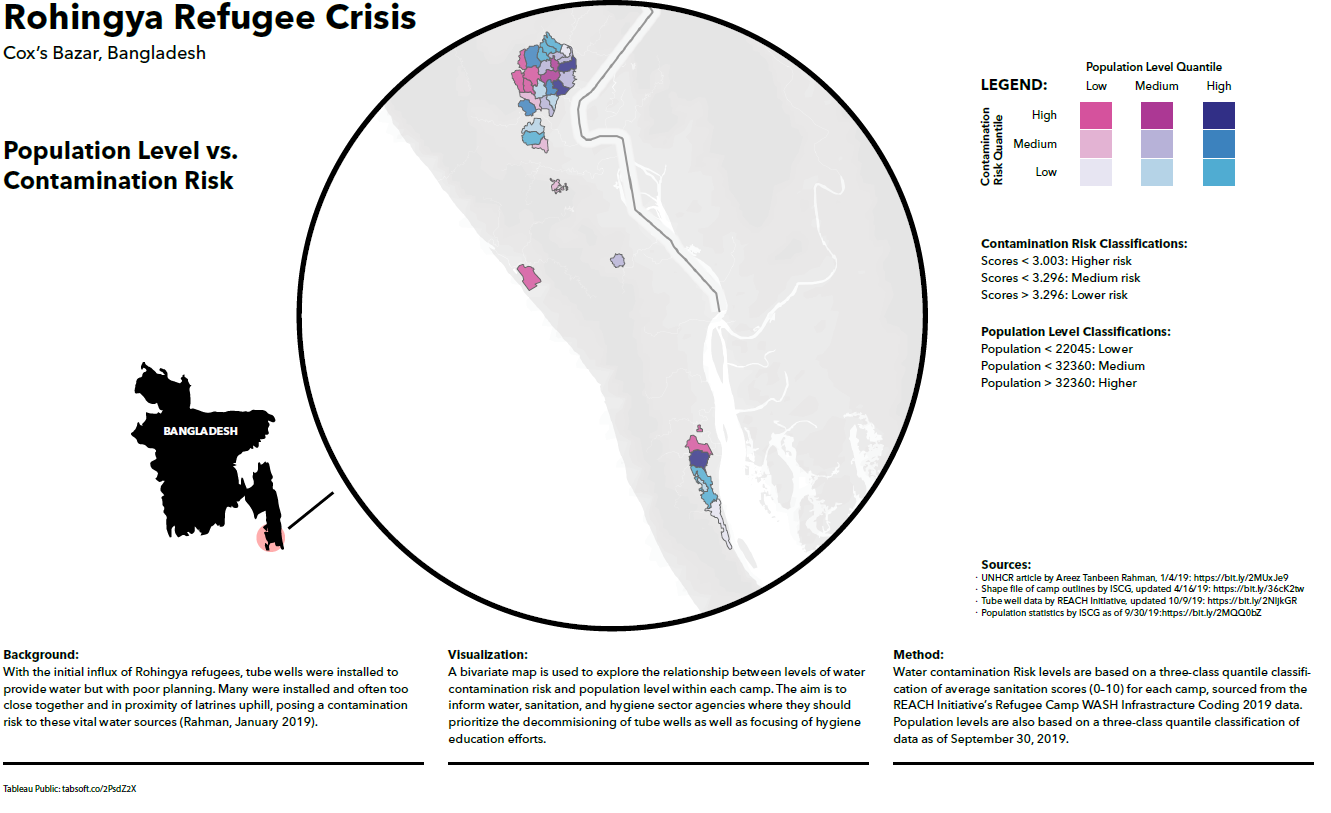 Rohingya Refugee Crisis
Cox's Bazar, Bangladesh
Population Level vs.
Contamination Risk
BANGLADESH
LEGEND:
Population Level Quantile
Low Medium High
Contamination
Risk Quantile
High
Medium
Low
Contamination Risk Classifications:
Scores < 3.003: Higher risk
Scores < 3.296: Medium risk
Scores > 3.296: Lower risk
Population Level Classifications:
Population < 22045: Lower
Population < 32360: Medium
Population > 32360: Higher
Sources:
· UNHCR article by Areez Tanbeen Rahman, 1/4/19: https://bit.ly/2MUxJe9
· Shape file of camp outlines by ISCG, updated 4/16/19: https://bit.ly/36cK2tw
· Tube well data by REACH Initiative, updated 10/9/19: https://bit.ly/2NIjkGR
· Population statistics by ISCG as of 9/30/19:https://bit.ly/2MQQ0bZ
Background:
With the initial influx of Rohingya refugees, tube wells were installed to
provide water but with poor planning. Many were installed and often too
close together and in proximity of latrines uphill, posing a contamination
risk to these vital water sources (Rahman, January 2019).
Visualization:
A bivariate map is used to explore the relationship between levels of water
contamination risk and population level within each camp. The aim is to
inform water, sanitation, and hygiene sector agencies where they should
prioritize the decommisioning of tube wells as well as focusing of hygiene
education efforts.
Method:
Water contamination Risk levels are based on a three-class quantile classifi-
cation of average sanitation scores (0–10) for each camp, sourced from the
REACH Initiative's Refugee Camp WASH Infrastracture Coding 2019 data.
Population levels are also based on a three-class quantile classification of
data as of September 30, 2019.
Tableau Public: tabsoft.co/2PsdZ2X